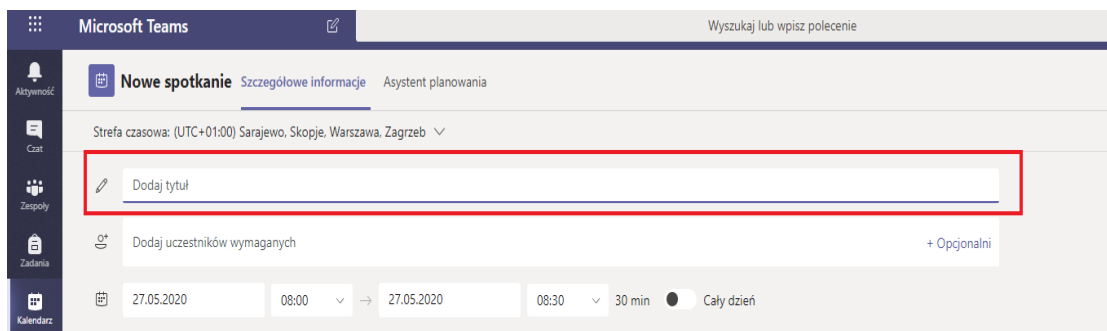 Microsoft Teams
Wyszukaj lub wpisz polecenie
Aktywność
Czat
Zespoły
Zadania
Kalendarz
Nowe spotkanie Szczegółowe informacje Asystent planowania
Strefa czasowa: (UTC+01:00) Sarajewo, Skopje, Warszawa, Zagrzeb
Dodaj tytuł
Dodaj uczestników wymaganych + Opcjonalni
27.05.2020 08:00 → 27.05.2020 08:30 30 min Cały dzień